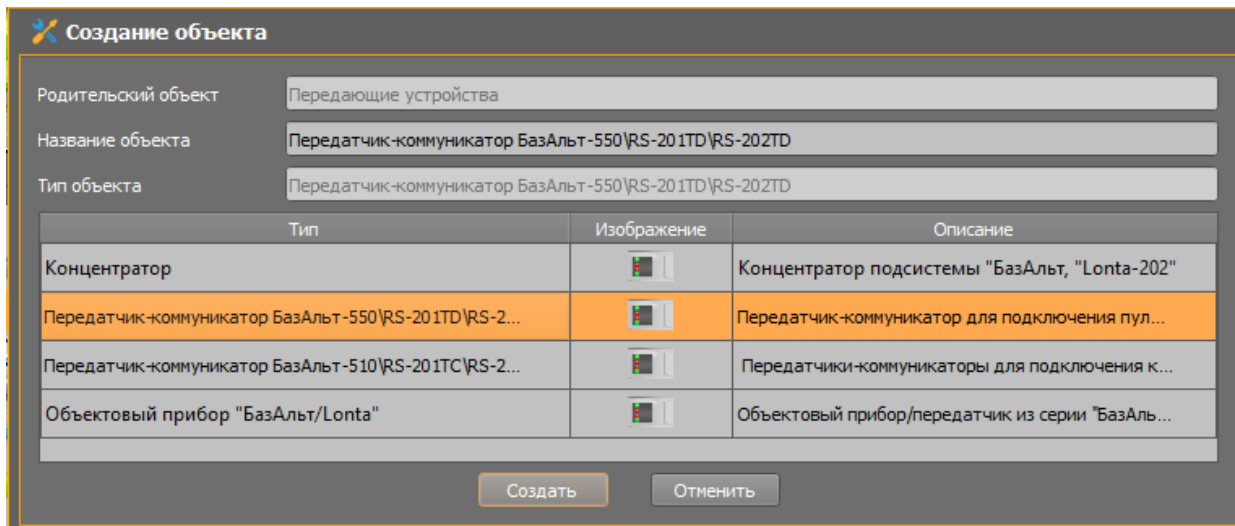 Создание объекта
Родительский объект Передающие устройства
Название объекта Передатчик-коммуникатор БазАльт-550\RS-201TD\RS-202TD
Тип объекта Передатчик-коммуникатор БазАльт-550\RS-201TD\RS-202TD
Тип Изображение Описание
Концентратор Концентратор подсистемы "БазАльт, "Lonta-202"
Передатчик-коммуникатор БазАльт-550\RS-201TD\RS-2... Передатчик-коммуникатор для подключения пул...
Передатчик-коммуникатор БазАльт-510\RS-201TC\RS-2... Передатчики-коммуникаторы для подключения к...
Объектовый прибор "БазАльт/Lonta" Объектовый прибор/передатчик из серии "БазАль...
Создать Отменить